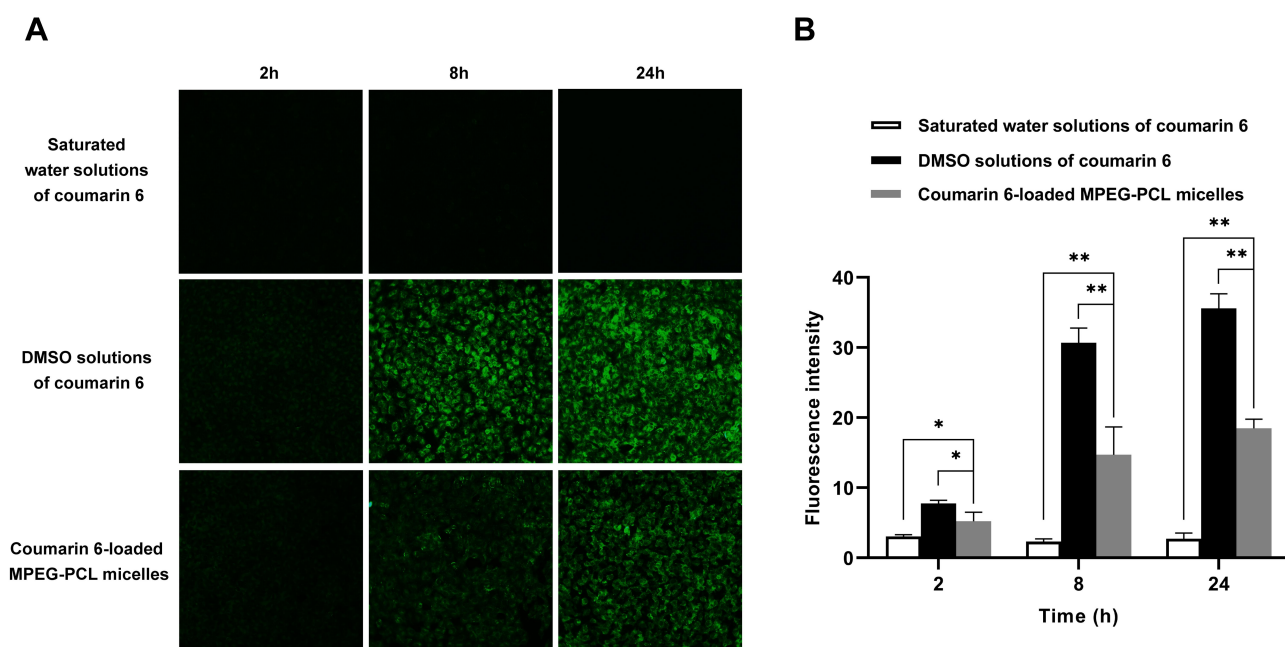 A
2h
8h
24h
Saturated
water solutions
of coumarin 6
DMSO solutions
of coumarin 6
Coumarin 6-loaded
MPEG-PCL micelles
B
Saturated water solutions of coumarin 6
DMSO solutions of coumarin 6
Coumarin 6-loaded MPEG-PCL micelles
Fluorescence intensity
40
30
20
10
0
*
*
**
**
**
**
2
8
24
Time (h)